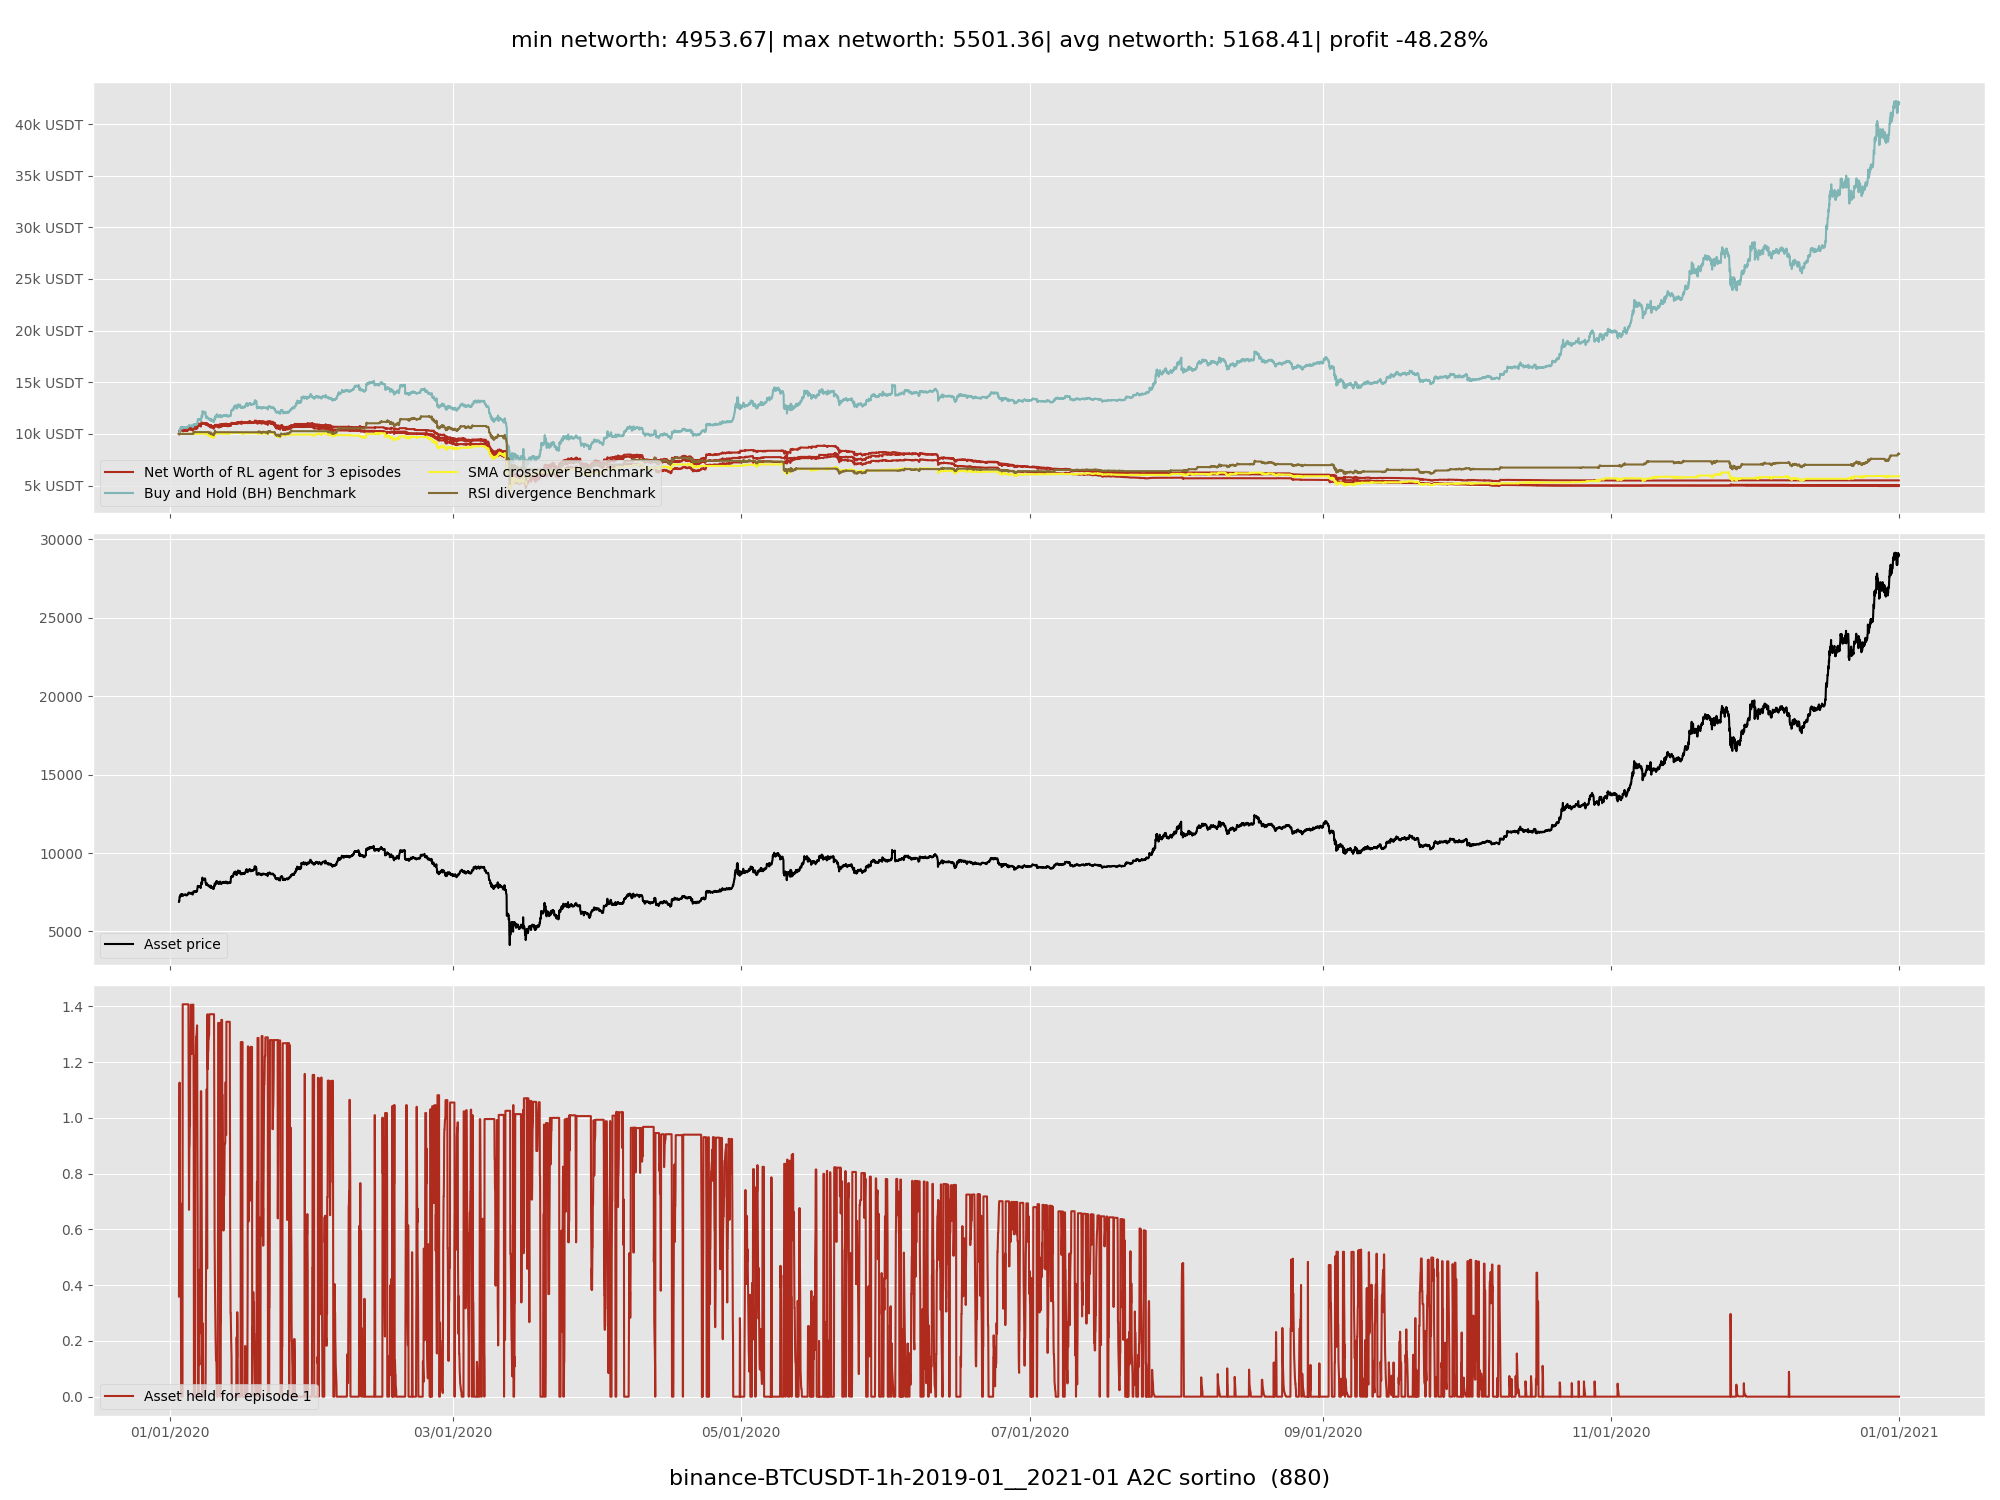 min networth: 4953.67| max networth: 5501.36| avg networth: 5168.41| profit -48.28%
40k USDT
35k USDT
30k USDT
25k USDT
20k USDT
15k USDT
10k USDT
5k USDT
Net Worth of RL agent for 3 episodes
Buy and Hold (BH) Benchmark
SMA crossover Benchmark
RSI divergence Benchmark
30000
25000
20000
15000
10000
5000
Asset price
1.4
1.2
1.0
0.8
0.6
0.4
0.2
0.0
Asset held for episode 1
01/01/2020
03/01/2020
05/01/2020
07/01/2020
09/01/2020
11/01/2020
01/01/2021
binance-BTCUSDT-1h-2019-01__2021-01 A2C sortino  (880)